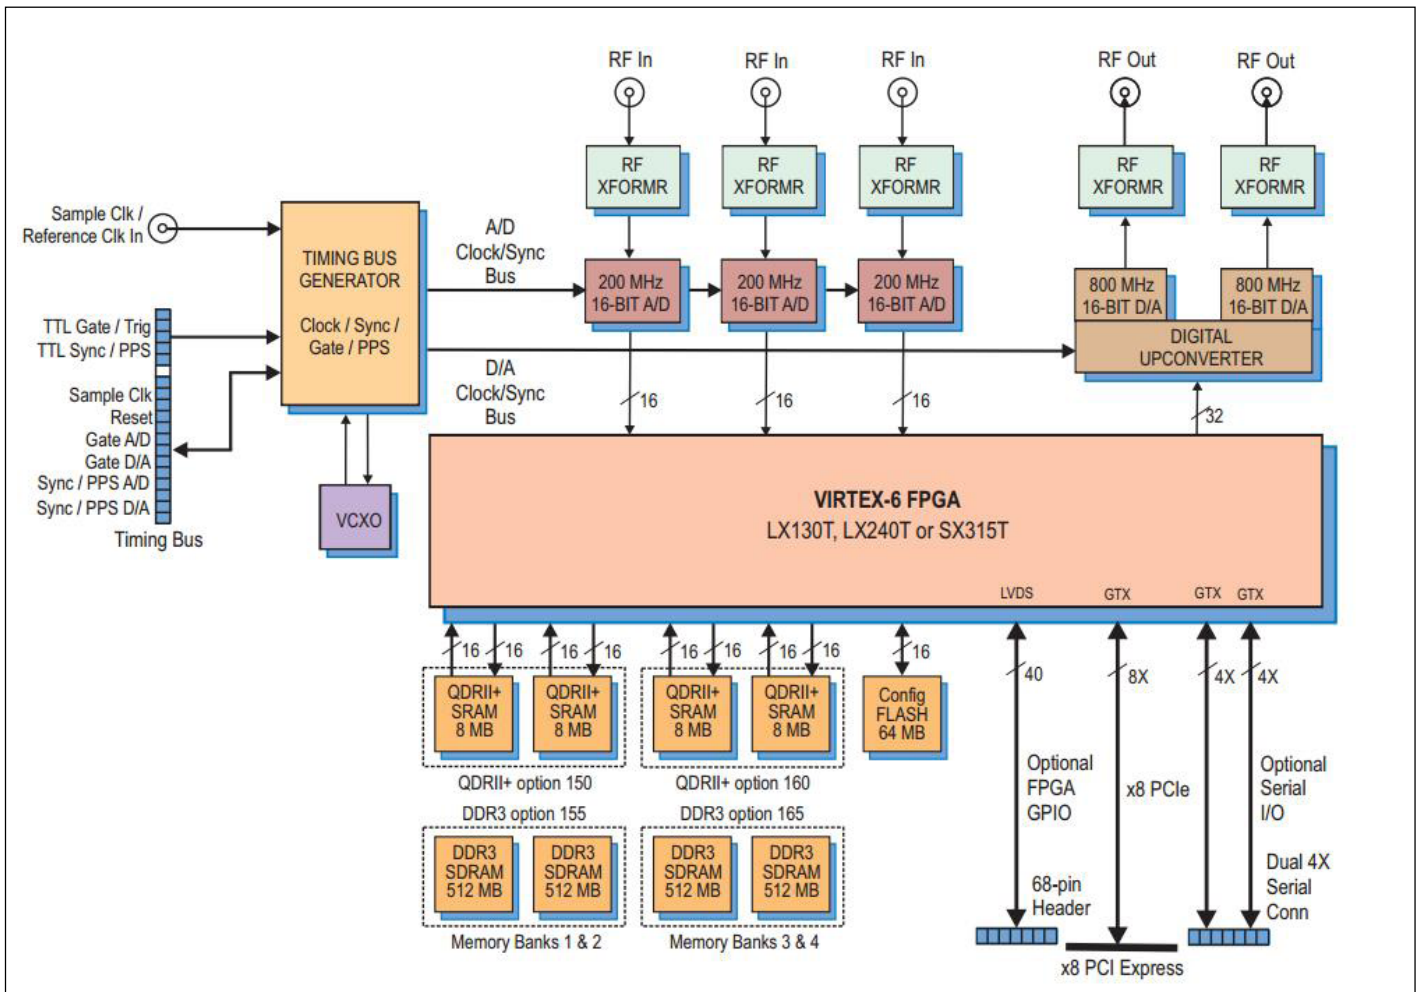 RF In
RF In
RF In
RF Out
RF Out
RF
XFORMR
RF
XFORMR
RF
XFORMR
RF
XFORMR
RF
XFORMR
Sample Clk /
Reference Clk In
TIMING BUS
GENERATOR
Clock / Sync /
Gate / PPS
A/D
Clock/Sync
Bus
200 MHz
16-BIT A/D
200 MHz
16-BIT A/D
200 MHz
16-BIT A/D
800 MHz
16-BIT D/A
800 MHz
16-BIT D/A
DIGITAL
UPCONVERTER
TTL Gate / Trig
TTL Sync / PPS
Sample Clk
Reset
Gate A/D
Gate D/A
Sync / PPS A/D
Sync / PPS D/A
Timing Bus
D/A
Clock/Sync
Bus
16
16
16
32
VCXO
VIRTEX-6 FPGA
LX130T, LX240T or SX315T
LVDS
GTX
GTX
GTX
16
16
16
16
16
16
16
16
16
40
8X
4X
4X
QDRII+
SRAM
8 MB
QDRII+
SRAM
8 MB
QDRII+
SRAM
8 MB
QDRII+
SRAM
8 MB
Config
FLASH
64 MB
QDRII+ option 150
QDRII+ option 160
DDR3 option 155
DDR3 option 165
DDR3
SDRAM
512 MB
DDR3
SDRAM
512 MB
DDR3
SDRAM
512 MB
DDR3
SDRAM
512 MB
Memory Banks 1 & 2
Memory Banks 3 & 4
Optional
FPGA
GPIO
x8 PCIe
Optional
Serial
I/O
68-pin
Header
Dual 4X
Serial
Conn
x8 PCI Express